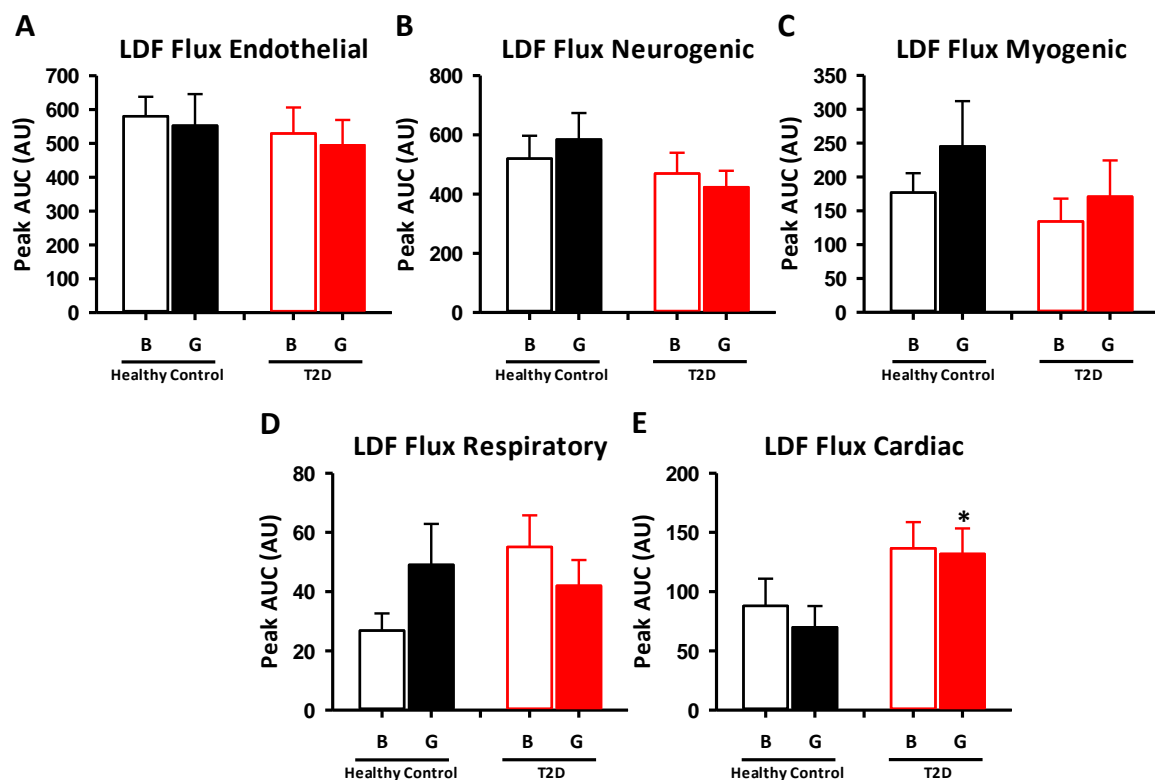 A
LDF Flux Endothelial
Peak AUC (AU)
700
600
500
400
300
200
100
0
B G B G
Healthy Control T2D
B
LDF Flux Neurogenic
Peak AUC (AU)
800
600
400
200
0
B G B G
Healthy Control T2D
C
LDF Flux Myogenic
Peak AUC (AU)
350
300
250
200
150
100
50
0
B G B G
Healthy Control T2D
D
LDF Flux Respiratory
Peak AUC (AU)
80
60
40
20
0
B G B G
Healthy Control T2D
E
LDF Flux Cardiac
Peak AUC (AU)
200
150
100
50
0
*
B G B G
Healthy Control T2D